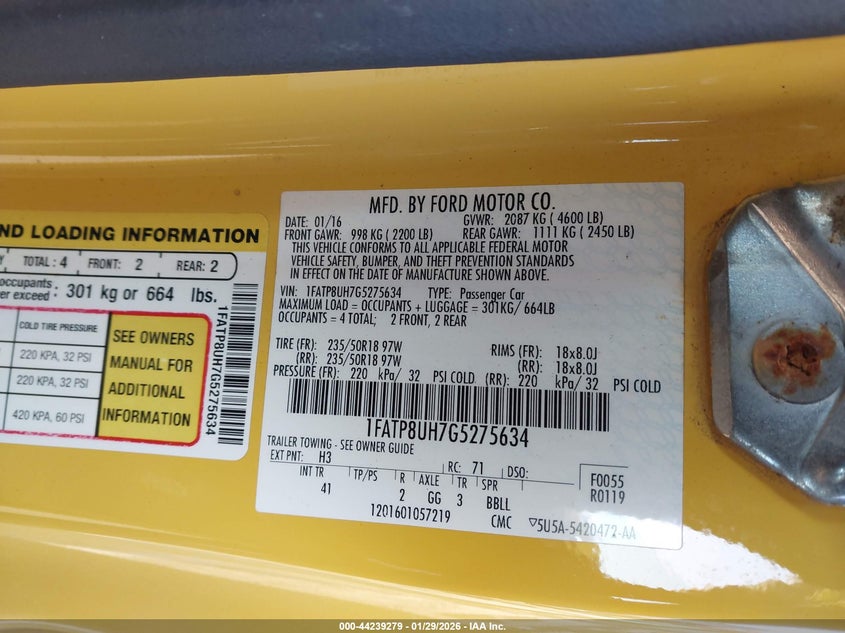 ND LOADING INFORMATION
TOTAL: 4 FRONT: 2 REAR: 2
occupants
er exceed : 301 kg or 664 lbs.
COLD TIRE PRESSURE
220 KPA, 32 PSI
220 KPA, 32 PSI
420 KPA, 60 PSI
SEE OWNERS
MANUAL FOR
ADDITIONAL
INFORMATION
1FATP8UH7G5275634
MFD. BY FORD MOTOR CO.
DATE: 01/16 GVWR: 2087 KG ( 4600 LB)
FRONT GAWR: 998 KG ( 2200 LB) REAR GAWR: 1111 KG ( 2450 LB)
THIS VEHICLE CONFORMS TO ALL APPLICABLE FEDERAL MOTOR
VEHICLE SAFETY, BUMPER, AND THEFT PREVENTION STANDARDS
IN EFFECT ON THE DATE OF MANUFACTURE SHOWN ABOVE.
VIN: 1FATP8UH7G5275634 TYPE: Passenger Car
MAXIMUM LOAD = OCCUPANTS + LUGGAGE = 301KG/ 664LB
OCCUPANTS = 4 TOTAL; 2 FRONT, 2 REAR
TIRE (FR): 235/50R18 97W RIMS (FR): 18x8.0J
(RR): 235/50R18 97W (RR): 18x8.0J
PRESSURE (FR): 220 kPa/ 32 PSI COLD (RR): 220 kPa/ 32 PSI COLD
1FATP8UH7G5275634
TRAILER TOWING - SEE OWNER GUIDE
EXT PNT: H3 RC: 71 DSO:
INT TR TP/PS R AXLE TR SPR
41 2 GG 3 BBLL
F0055
R0119
1201601057219 CMC ▽5U5A-5420472-AA
000-44239279 - 01/29/2026 - IAA Inc.